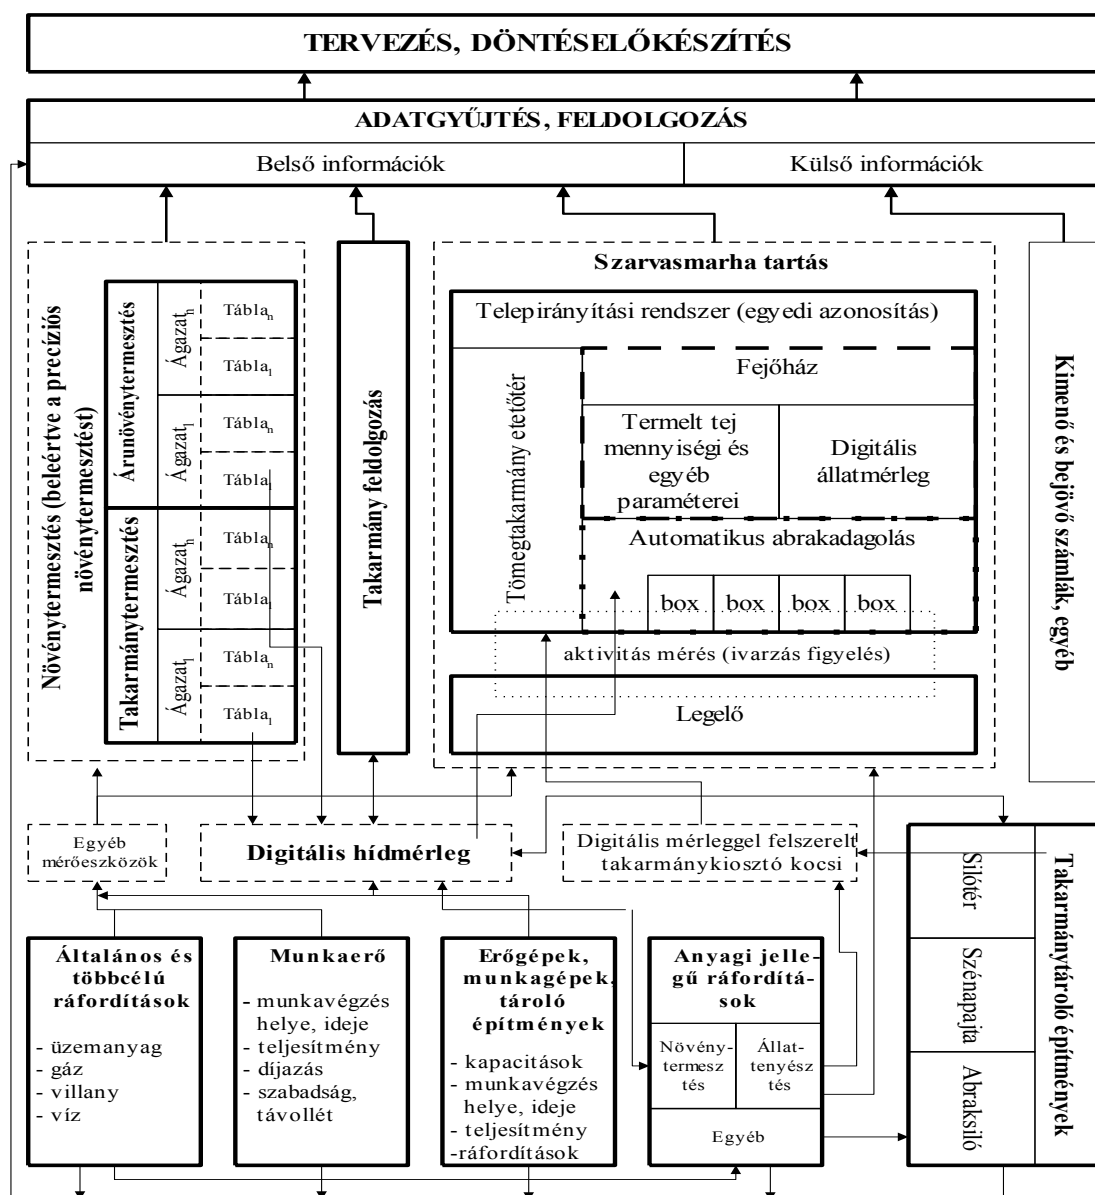 TERVEZÉS, DÖNTÉSELŐKÉSZÍTÉS
ADATGYŰJTÉS, FELDOLGOZÁS
Belső információk
Külső információk
Növénytermesztés (beleértve a precíziós
növénytermesztést)
Árunövénytermesztés
Takarmánytermesztés
Ágazatn
Ágazat1
Ágazatn
Ágazat1
Táblan
Tábla1
Táblan
Tábla1
Táblan
Tábla1
Táblan
Tábla1
Takarmány feldolgozás
Szarvasmarha tartás
Telepirányítási rendszer (egyedi azonosítás)
Tömegtakarmány etetőtér
Fejőház
Termelt tej
mennyiségi és
egyéb
paraméterei
Digitális
állatmérleg
Automatikus abrakadagolás
box
box
box
box
aktivitás mérés (ivarzás figyelés)
Legelő
Kimenő és bejövő számlák, egyéb
Egyéb
mérőeszközök
Digitális hídmérleg
Digitális mérleggel felszerelt
takarmánykiosztó kocsi
Általános és
többcélú
ráfordítások
- üzemanyag
- gáz
- villany
- víz
Munkaerő
- munkavégzés
helye, ideje
- teljesítmény
- díjazás
- szabadság,
távollét
Erőgépek,
munkagépek,
tároló
építmények
- kapacitások
- munkavégzés
helye, ideje
- teljesítmény
-ráfordítások
Anyagi jelle-
gű ráfordítá-
sok
Növény-
termesz
tés
Állat-
tenyész
tés
Egyéb
Silótér
Szénapajta
Abraksiló
Takarmánytároló építmények